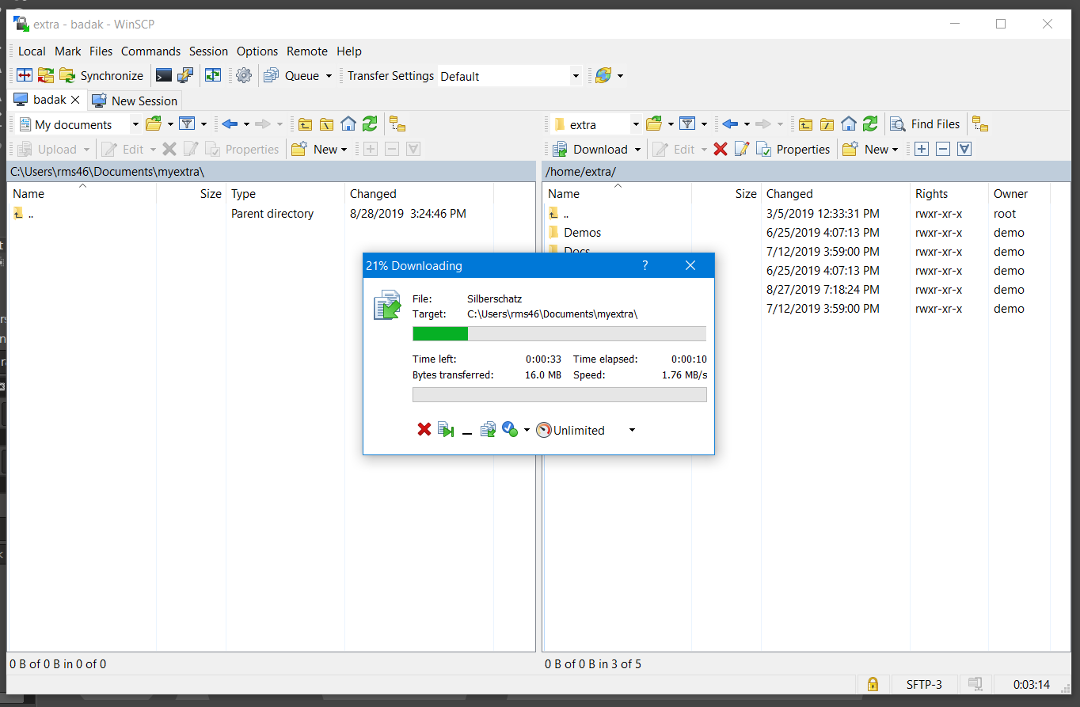 extra - badak - WinSCP
Local Mark Files Commands Session Options Remote Help
Synchronize Queue Transfer Settings Default
badak New Session
My documents
extra Find Files
Upload Edit Properties New
Download Edit Properties New
C:\Users\rms46\Documents\myextra\
/home/extra/
Name Size Type Changed
.. Parent directory 8/28/2019 3:24:46 PM
Name Size Changed Rights Owner
.. 3/5/2019 12:33:31 PM rwxr-xr-x root
Demos 6/25/2019 4:07:13 PM rwxr-xr-x demo
Docs 7/12/2019 3:59:00 PM rwxr-xr-x demo
6/25/2019 4:07:13 PM rwxr-xr-x demo
8/27/2019 7:18:24 PM rwxr-xr-x demo
7/12/2019 3:59:00 PM rwxr-xr-x demo
21% Downloading ?
File: Silberschatz
Target: C:\Users\rms46\Documents\myextra\
Time left: 0:00:33 Time elapsed: 0:00:10
Bytes transferred: 16.0 MB Speed: 1.76 MB/s
Unlimited
0 B of 0 B in 0 of 0
0 B of 0 B in 3 of 5
SFTP-3 0:03:14